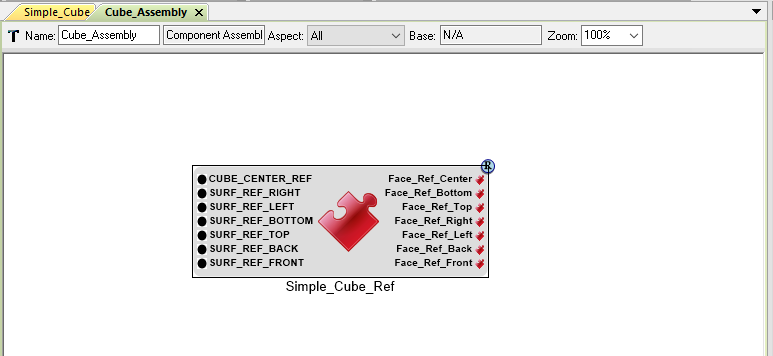 Simple_Cube Cube_Assembly
T Name: Cube_Assembly Component Assembl Aspect: All Base: N/A Zoom: 100%
R
CUBE_CENTER_REF Face_Ref_Center
SURF_REF_RIGHT Face_Ref_Bottom
SURF_REF_LEFT Face_Ref_Top
SURF_REF_BOTTOM Face_Ref_Right
SURF_REF_TOP Face_Ref_Left
SURF_REF_BACK Face_Ref_Back
SURF_REF_FRONT Face_Ref_Front
Simple_Cube_Ref